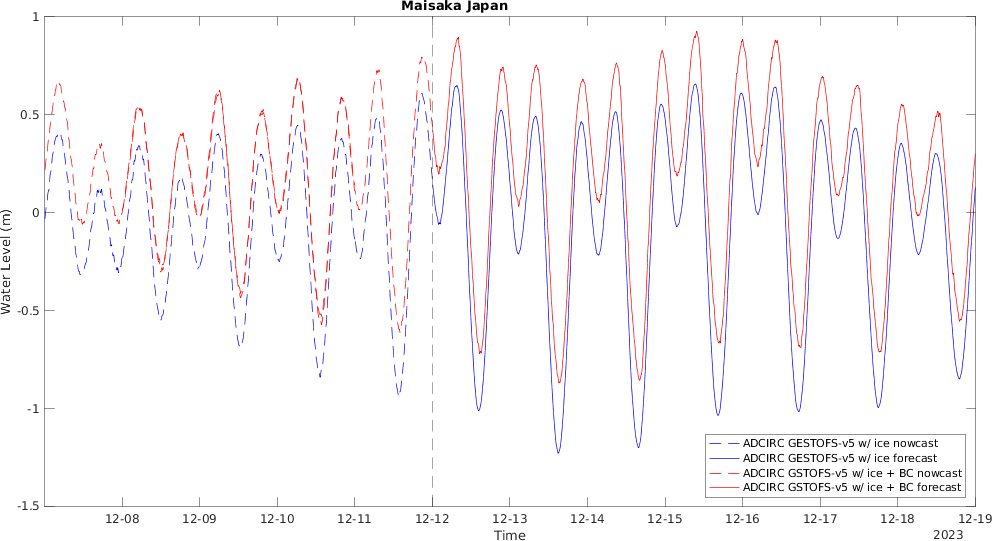 Maisaka Japan
1
0.5
0
-0.5
-1
-1.5
Water Level (m)
ADCIRC GESTOFS-v5 w/ ice nowcast
ADCIRC GESTOFS-v5 w/ ice forecast
ADCIRC GSTOFS-v5 w/ ice + BC nowcast
ADCIRC GSTOFS-v5 w/ ice + BC forecast
12-08 12-09 12-10 12-11 12-12 12-13 12-14 12-15 12-16 12-17 12-18 12-19
Time
2023